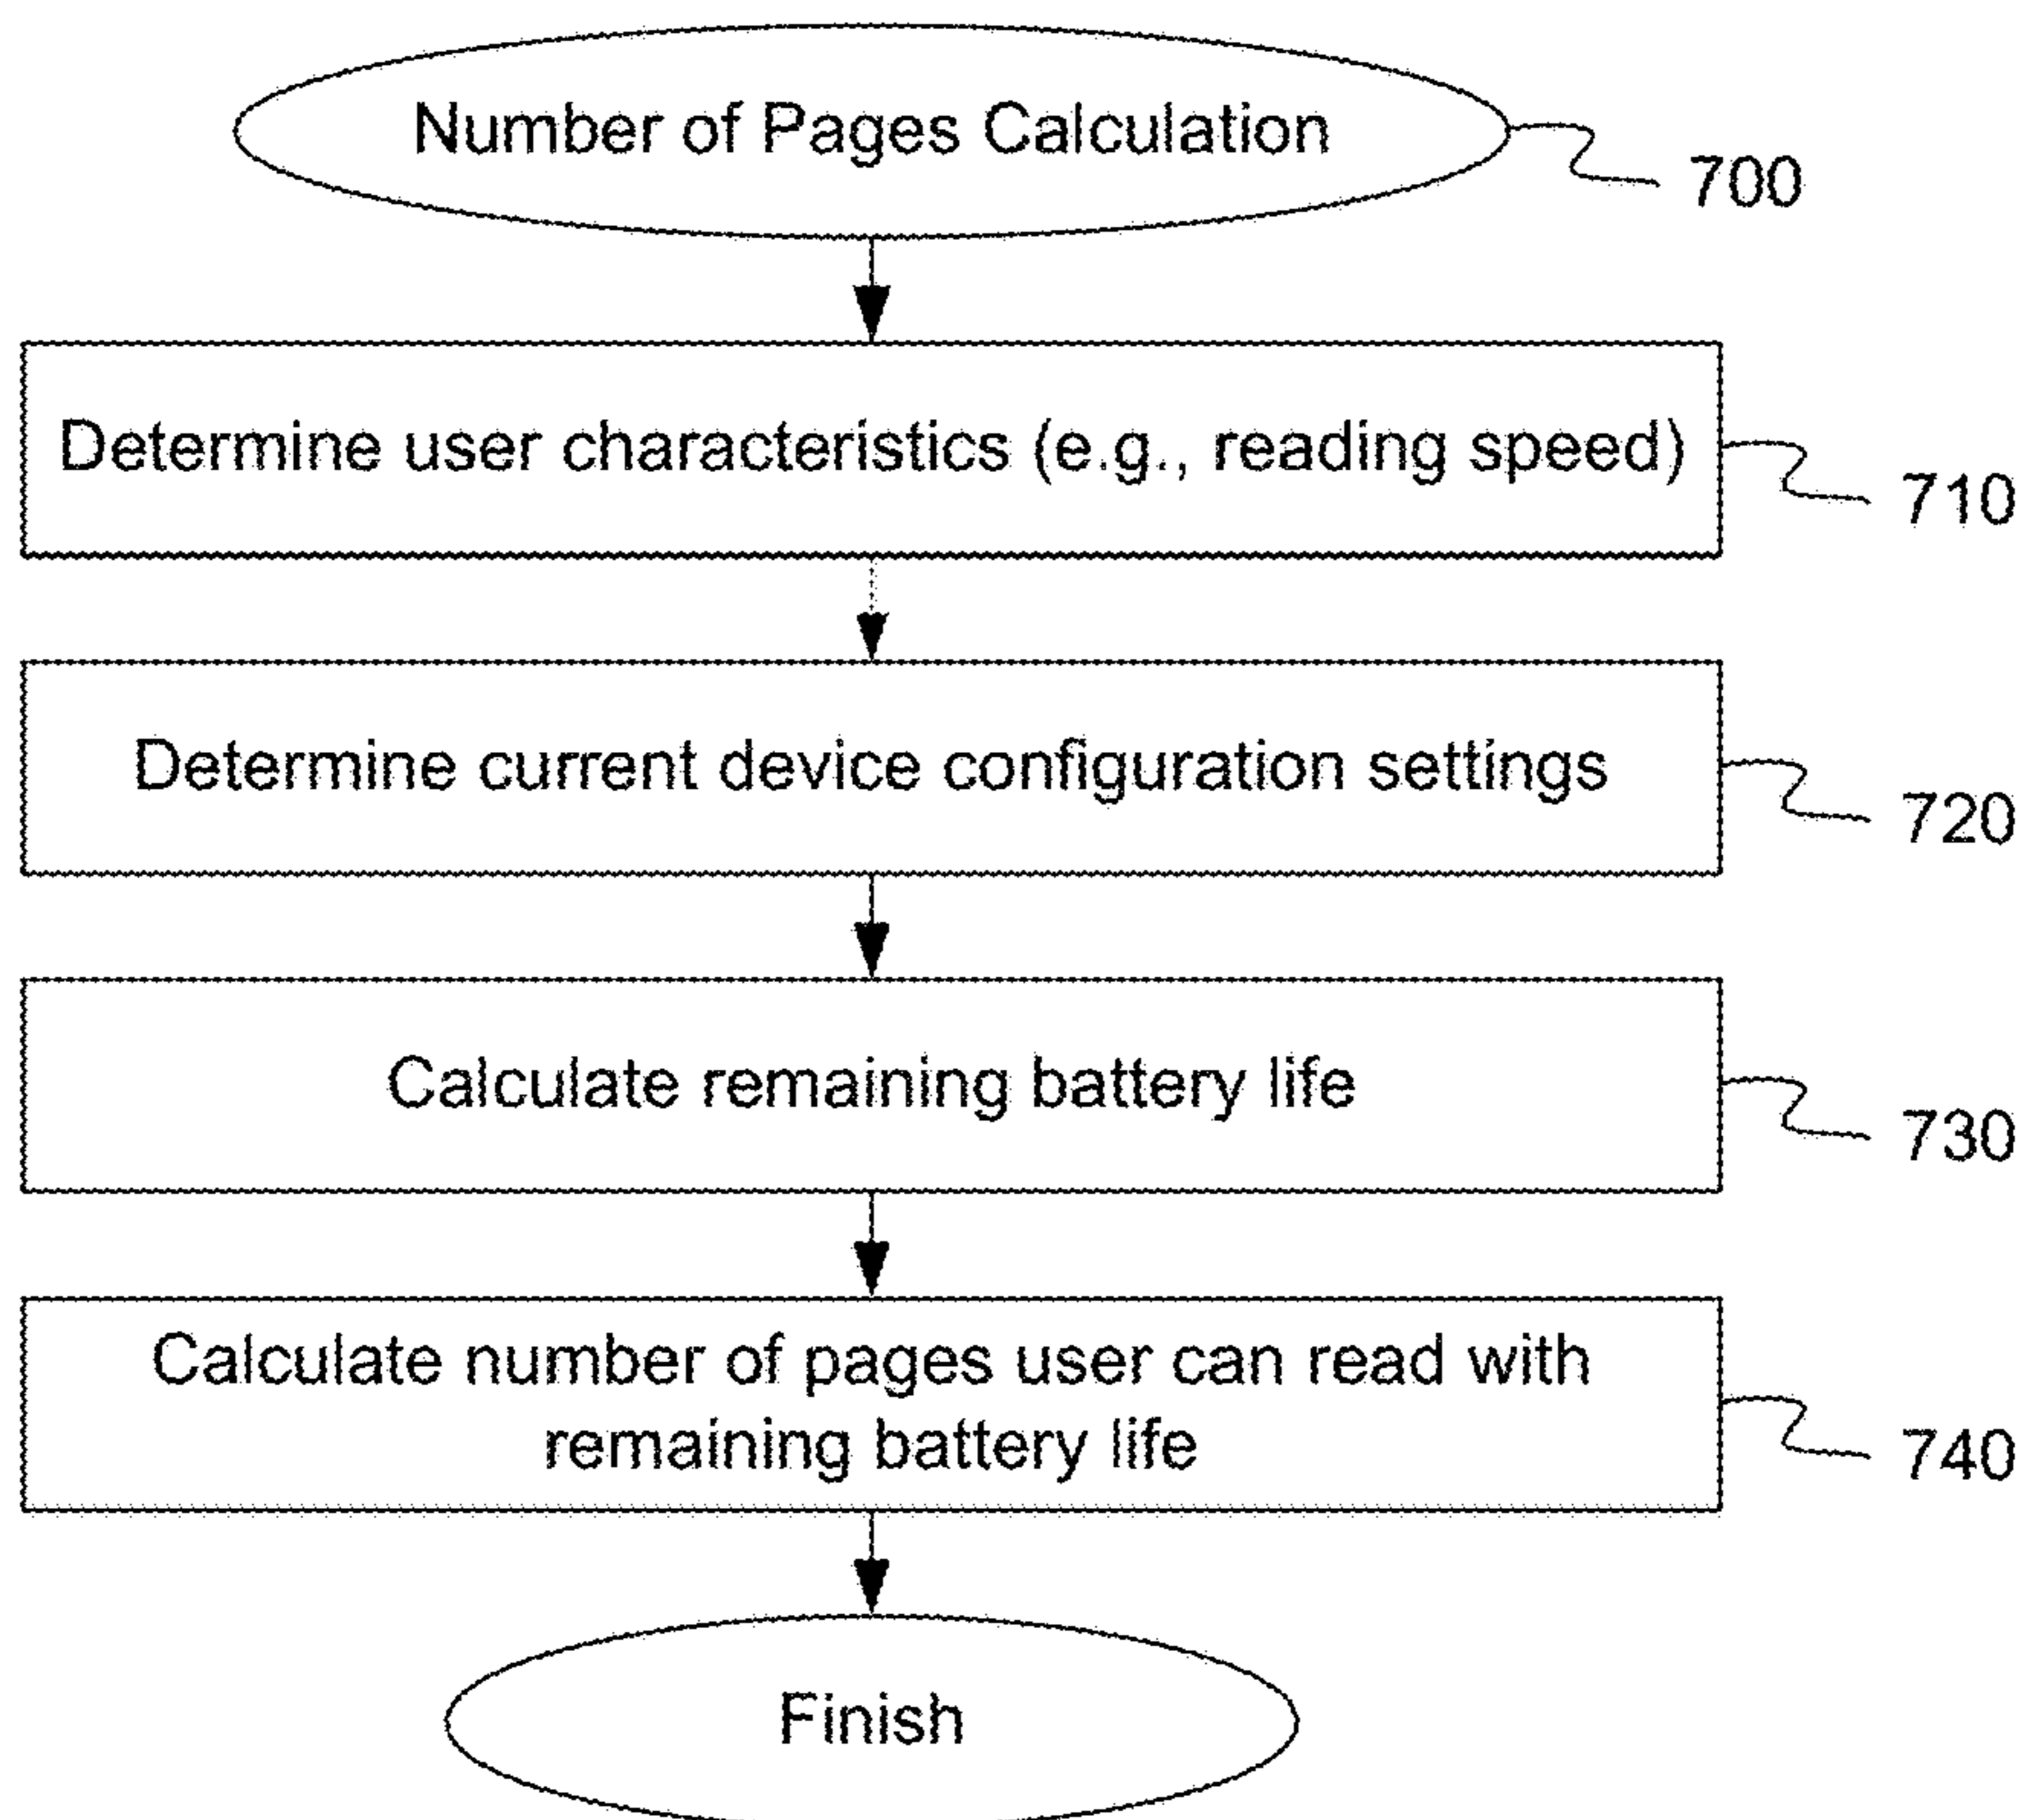 Number of Pages Calculation
700
Determine user characteristics (e.g., reading speed)
710
Determine current device configuration settings
720
Calculate remaining battery life
730
Calculate number of pages user can read with
remaining battery life
740
Finish